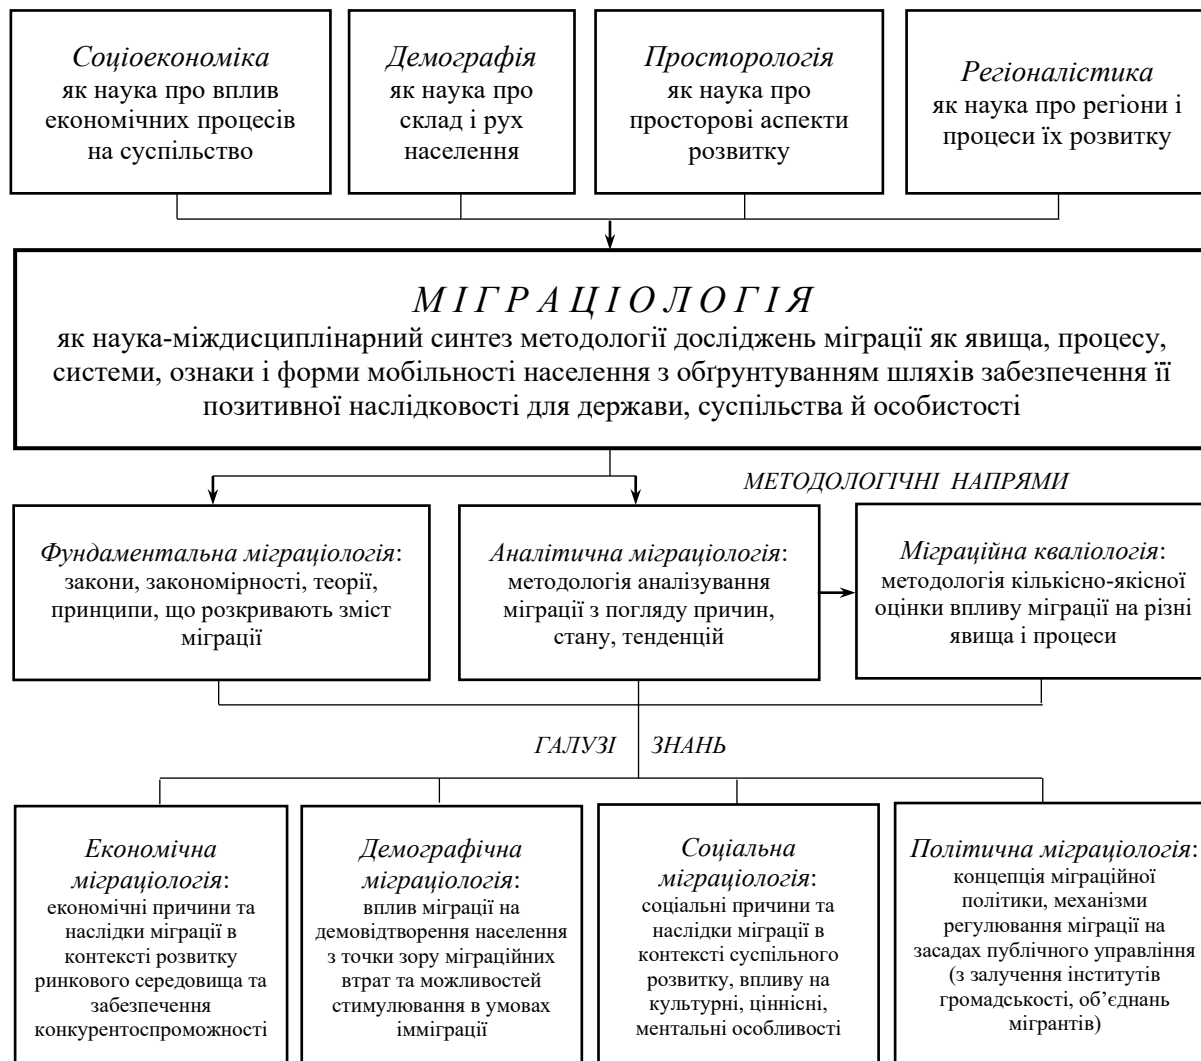 Соціоекономіка
як наука про вплив
економічних процесів
на суспільство
Демографія
як наука про
склад і рух
населення
Просторологія
як наука про
просторові аспекти
розвитку
Регіоналістика
як наука про регіони і
процеси їх розвитку
МІГРАЦІОЛОГІЯ
як наука-міждисциплінарний синтез методології досліджень міграції як явища, процесу,
системи, ознаки і форми мобільності населення з обґрунтуванням шляхів забезпечення її
позитивної наслідковості для держави, суспільства й особистості
МЕТОДОЛОГІЧНІ НАПРЯМИ
Фундаментальна міграціологія:
закони, закономірності, теорії,
принципи, що розкривають зміст
міграції
Аналітична міграціологія:
методологія аналізування
міграції з погляду причин,
стану, тенденцій
Міграційна кваліологія:
методологія кількісно-якісної
оцінки впливу міграції на різні
явища і процеси
ГАЛУЗІ ЗНАНЬ
Економічна
міграціологія:
економічні причини та
наслідки міграції в
контексті розвитку
ринкового середовища та
забезпечення
конкурентоспроможності
Демографічна
міграціологія:
вплив міграції на
демовідтворення населення
з точки зору міграційних
втрат та можливостей
стимулювання в умовах
імміграції
Соціальна
міграціологія:
соціальні причини та
наслідки міграції в
контексті суспільного
розвитку, впливу на
культурні, ціннісні,
ментальні особливості
Політична міграціологія:
концепція міграційної
політики, механізми
регулювання міграції на
засадах публічного управління
(з залучення інститутів
громадськості, об’єднань
мігрантів)